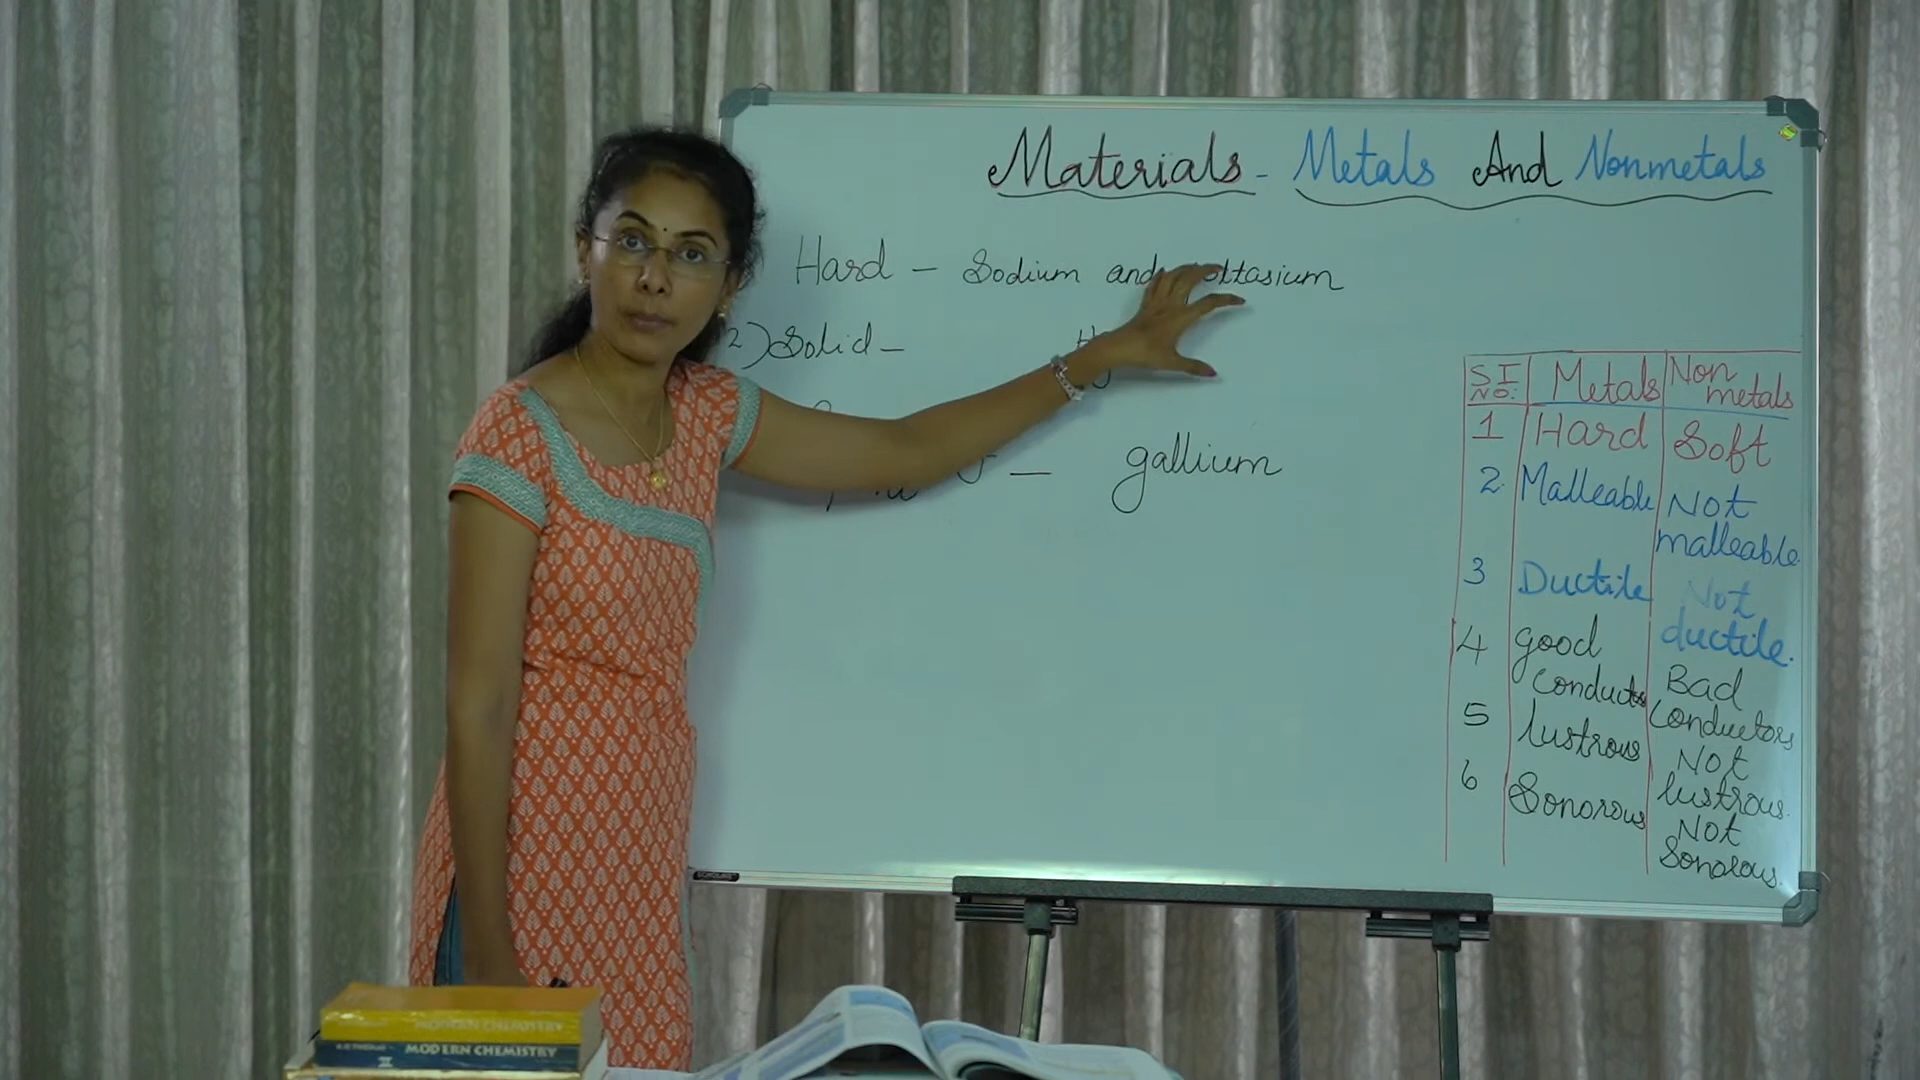 Materials - Metals And Nonmetals
Hard - Sodium and
2) Solid -
- gallium
SI NO: Metals Non metals
1 Hard Soft
2. Malleable Not malleable.
3 Ductile Not ductile.
4 good conductors Bad conductors
5 lustrous Not lustrous.
6 Sonorous Not Sonorous.
MODERN CHEMISTRY
MODERN CHEMISTRY